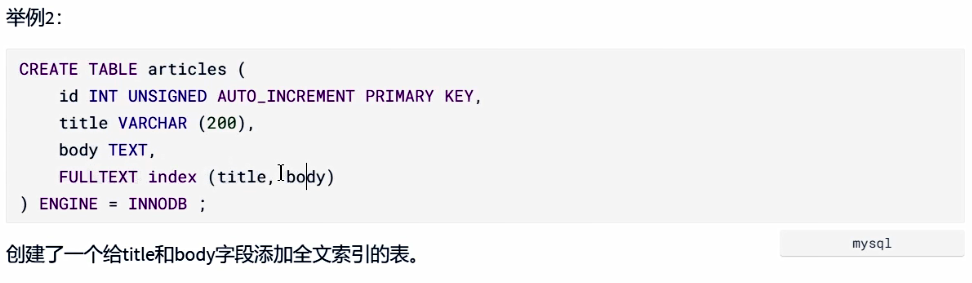 举例2：
CREATE TABLE articles (
id INT UNSIGNED AUTO_INCREMENT PRIMARY KEY,
title VARCHAR (200),
body TEXT,
FULLTEXT index (title, body)
) ENGINE = INNODB ;
创建了一个给title和body字段添加全文索引的表。
mysql